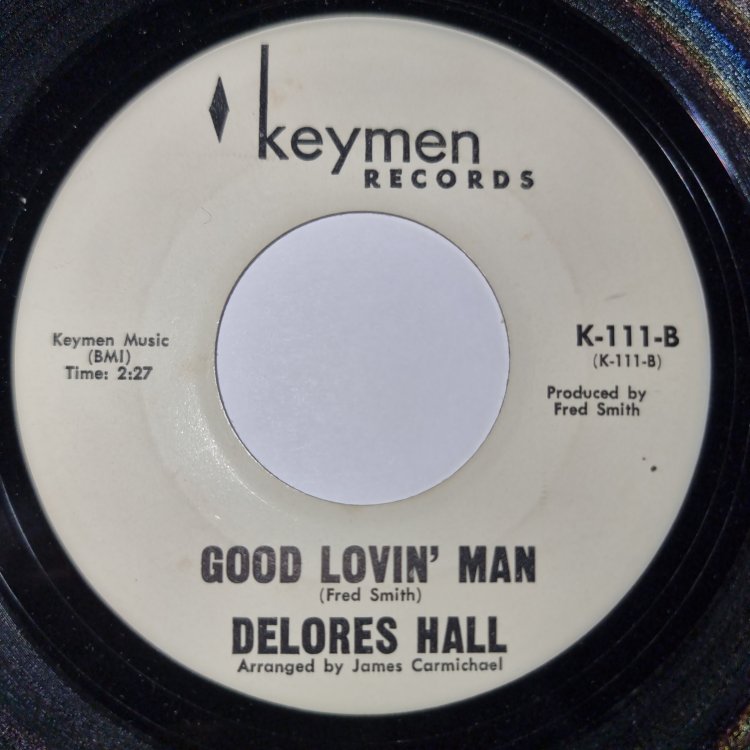 keymen
RECORDS
Keymen Music
(BMI)
Time: 2:27
K-111-B
(K-111-B)
Produced by
Fred Smith
GOOD LOVIN' MAN
(Fred Smith)
DELORES HALL
Arranged by James Carmichael